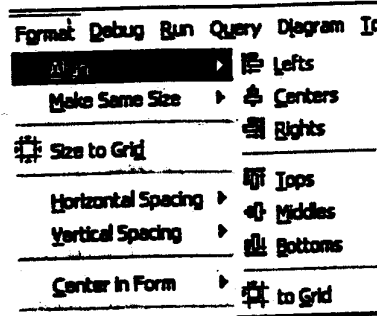 Format Debug Run Query Diagram To
Align
Make Same Size
Size to Grid
Horizontal Spacing
Vertical Spacing
Center in Form
Lefts
Centers
Rights
Tops
Middles
Bottoms
to Grid